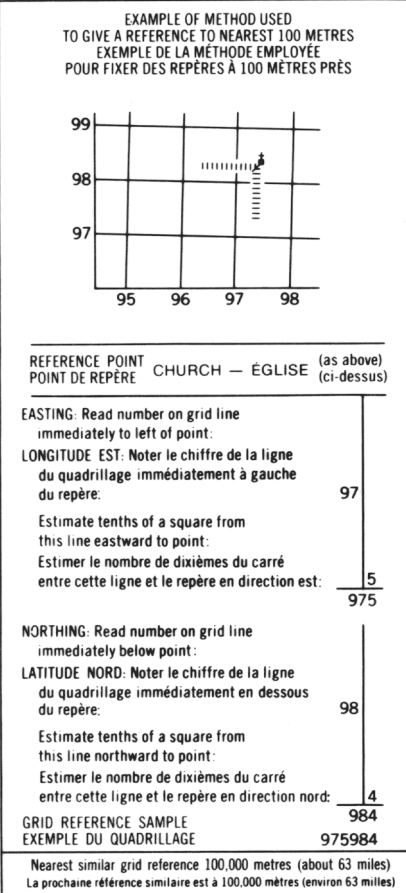 EXAMPLE OF METHOD USED
TO GIVE A REFERENCE TO NEAREST 100 METRES
EXEMPLE DE LA MÉTHODE EMPLOYÉE
POUR FIXER DES REPÈRES À 100 MÈTRES PRÈS
99
98
97
95 96 97 98
REFERENCE POINT
POINT DE REPÈRE
CHURCH — ÉGLISE
(as above)
(ci-dessus)
EASTING: Read number on grid line
immediately to left of point:
LONGITUDE EST: Noter le chiffre de la ligne
du quadrillage immédiatement à gauche
du repère: 97
Estimate tenths of a square from
this line eastward to point:
Estimer le nombre de dixièmes du carré
entre cette ligne et le repère en direction est: 5
975
NORTHING: Read number on grid line
immediately below point:
LATITUDE NORD: Noter le chiffre de la ligne
du quadrillage immédiatement en dessous
du repère: 98
Estimate tenths of a square from
this line northward to point:
Estimer le nombre de dixièmes du carré
entre cette ligne et le repère en direction nord: 4
GRID REFERENCE SAMPLE 984
EXEMPLE DU QUADRILLAGE 975984
Nearest similar grid reference 100,000 metres (about 63 miles)
La prochaine référence similaire est à 100,000 mètres (environ 63 milles)